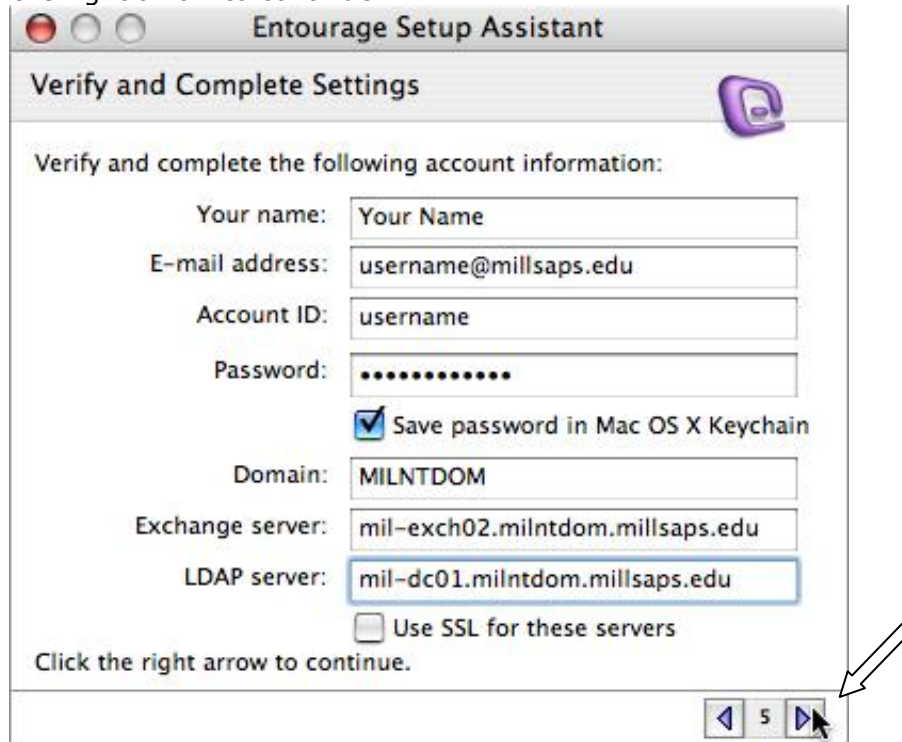 Entourage Setup Assistant
Verify and Complete Settings
Verify and complete the following account information:
Your name: Your Name
E-mail address: username@millsaps.edu
Account ID: username
Password: ••••••••••••
Save password in Mac OS X Keychain
Domain: MILNTDOM
Exchange server: mil-exch02.milntdom.millsaps.edu
LDAP server: mil-dc01.milntdom.millsaps.edu
Use SSL for these servers
Click the right arrow to continue.
5